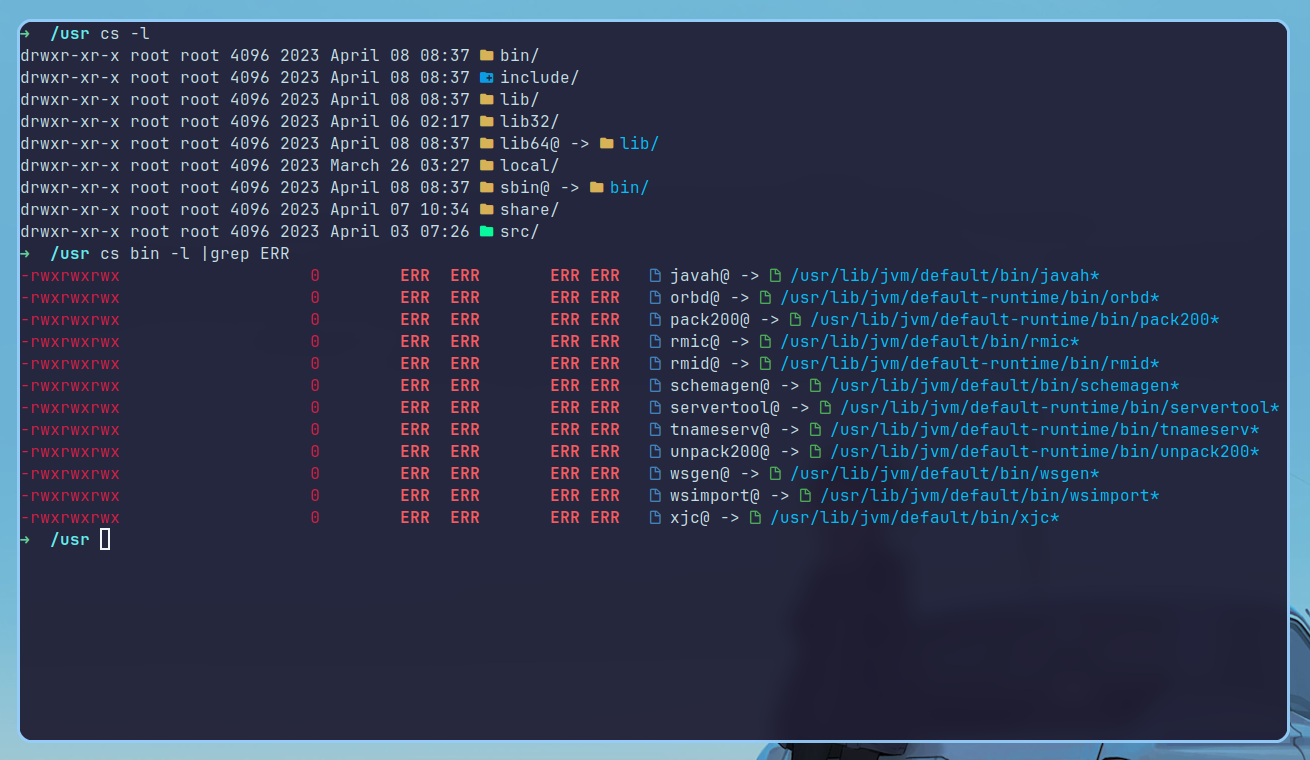 ➜  /usr cs -l
drwxr-xr-x root root 4096 2023 April 08 08:37 bin/
drwxr-xr-x root root 4096 2023 April 08 08:37 include/
drwxr-xr-x root root 4096 2023 April 08 08:37 lib/
drwxr-xr-x root root 4096 2023 April 06 02:17 lib32/
drwxr-xr-x root root 4096 2023 April 08 08:37 lib64@ -> lib/
drwxr-xr-x root root 4096 2023 March 26 03:27 local/
drwxr-xr-x root root 4096 2023 April 08 08:37 sbin@ -> bin/
drwxr-xr-x root root 4096 2023 April 07 10:34 share/
drwxr-xr-x root root 4096 2023 April 03 07:26 src/
➜  /usr cs bin -l |grep ERR
-rwxrwxrwx 0 ERR ERR ERR ERR javah@ -> /usr/lib/jvm/default/bin/javah*
-rwxrwxrwx 0 ERR ERR ERR ERR orbd@ -> /usr/lib/jvm/default-runtime/bin/orbd*
-rwxrwxrwx 0 ERR ERR ERR ERR pack200@ -> /usr/lib/jvm/default-runtime/bin/pack200*
-rwxrwxrwx 0 ERR ERR ERR ERR rmic@ -> /usr/lib/jvm/default/bin/rmic*
-rwxrwxrwx 0 ERR ERR ERR ERR rmid@ -> /usr/lib/jvm/default-runtime/bin/rmid*
-rwxrwxrwx 0 ERR ERR ERR ERR schemagen@ -> /usr/lib/jvm/default/bin/schemagen*
-rwxrwxrwx 0 ERR ERR ERR ERR servertool@ -> /usr/lib/jvm/default-runtime/bin/servertool*
-rwxrwxrwx 0 ERR ERR ERR ERR tnameserv@ -> /usr/lib/jvm/default-runtime/bin/tnameserv*
-rwxrwxrwx 0 ERR ERR ERR ERR unpack200@ -> /usr/lib/jvm/default-runtime/bin/unpack200*
-rwxrwxrwx 0 ERR ERR ERR ERR wsgen@ -> /usr/lib/jvm/default/bin/wsgen*
-rwxrwxrwx 0 ERR ERR ERR ERR wsimport@ -> /usr/lib/jvm/default/bin/wsimport*
-rwxrwxrwx 0 ERR ERR ERR ERR xjc@ -> /usr/lib/jvm/default/bin/xjc*
➜  /usr